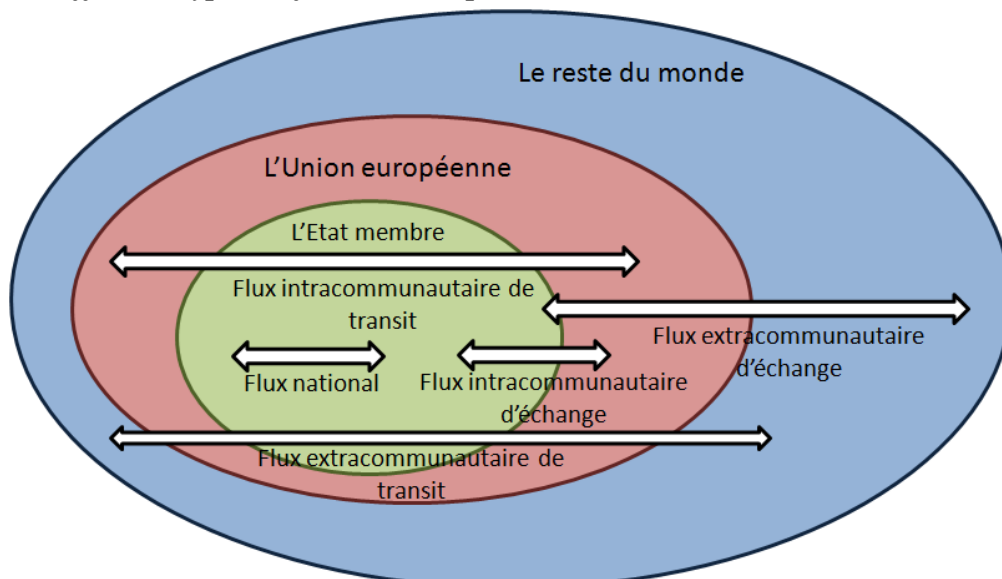 Le reste du monde
L'Union européenne
L'Etat membre
Flux intracommunautaire de
transit
Flux extracommunautaire
d'échange
Flux national
Flux intracommunautaire
d'échange
Flux extracommunautaire de
transit